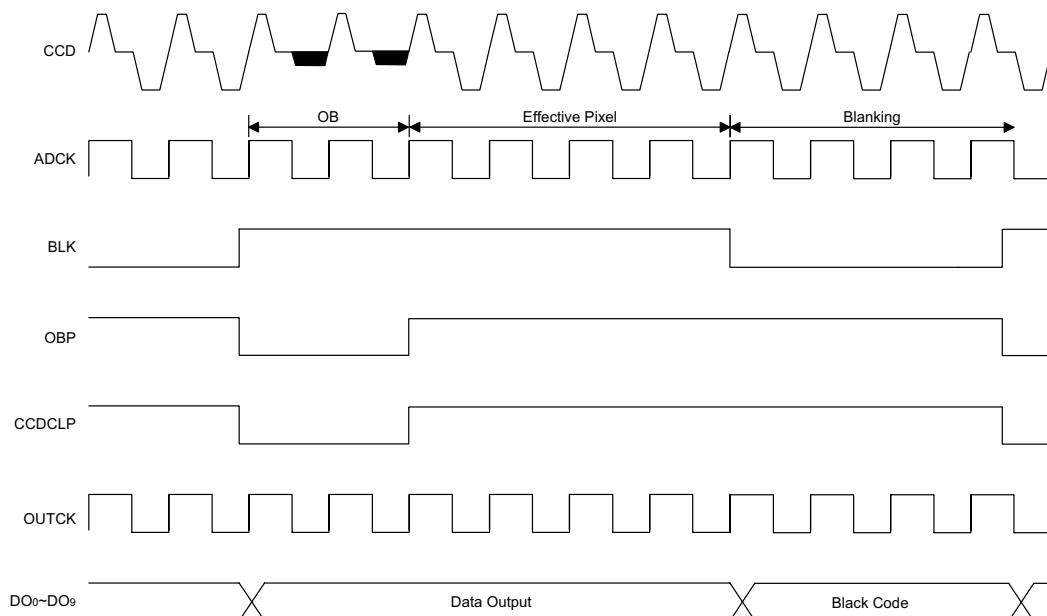 CCD
OB Effective Pixel Blanking
ADCK
BLK
OBP
CCDCLP
OUTCK
DO0~DO9 Data Output Black Code